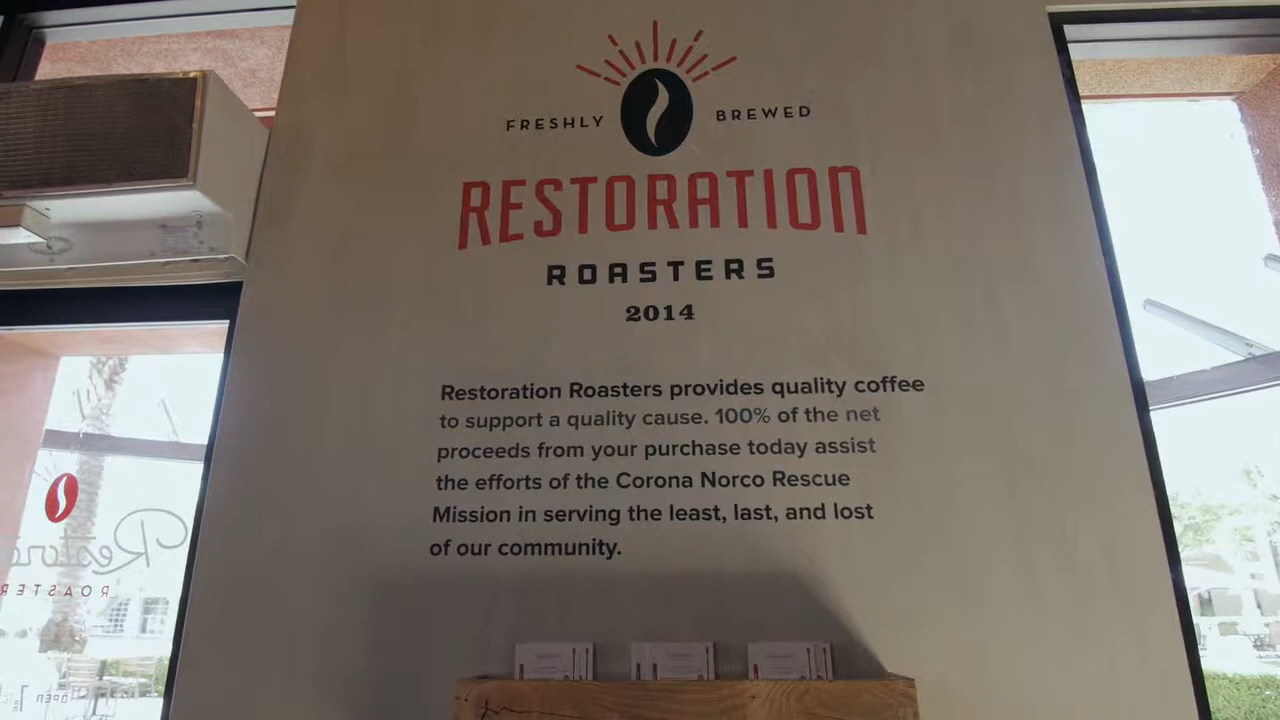 FRESHLY BREWED
RESTORATION
ROASTERS
2014
Restoration Roasters provides quality coffee
to support a quality cause. 100% of the net
proceeds from your purchase today assist
the efforts of the Corona Norco Rescue
Mission in serving the least, last, and lost
of our community.
OPEN